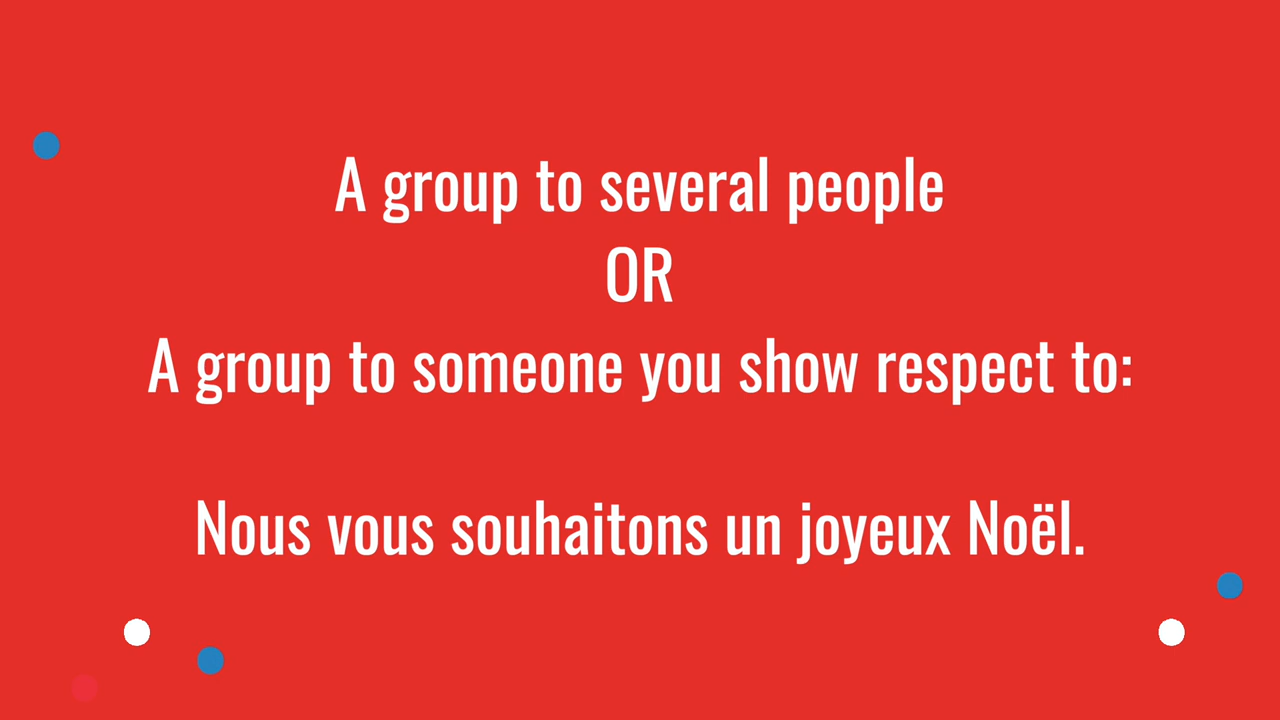 A group to several people
OR
A group to someone you show respect to:
Nous vous souhaitons un joyeux Noël.